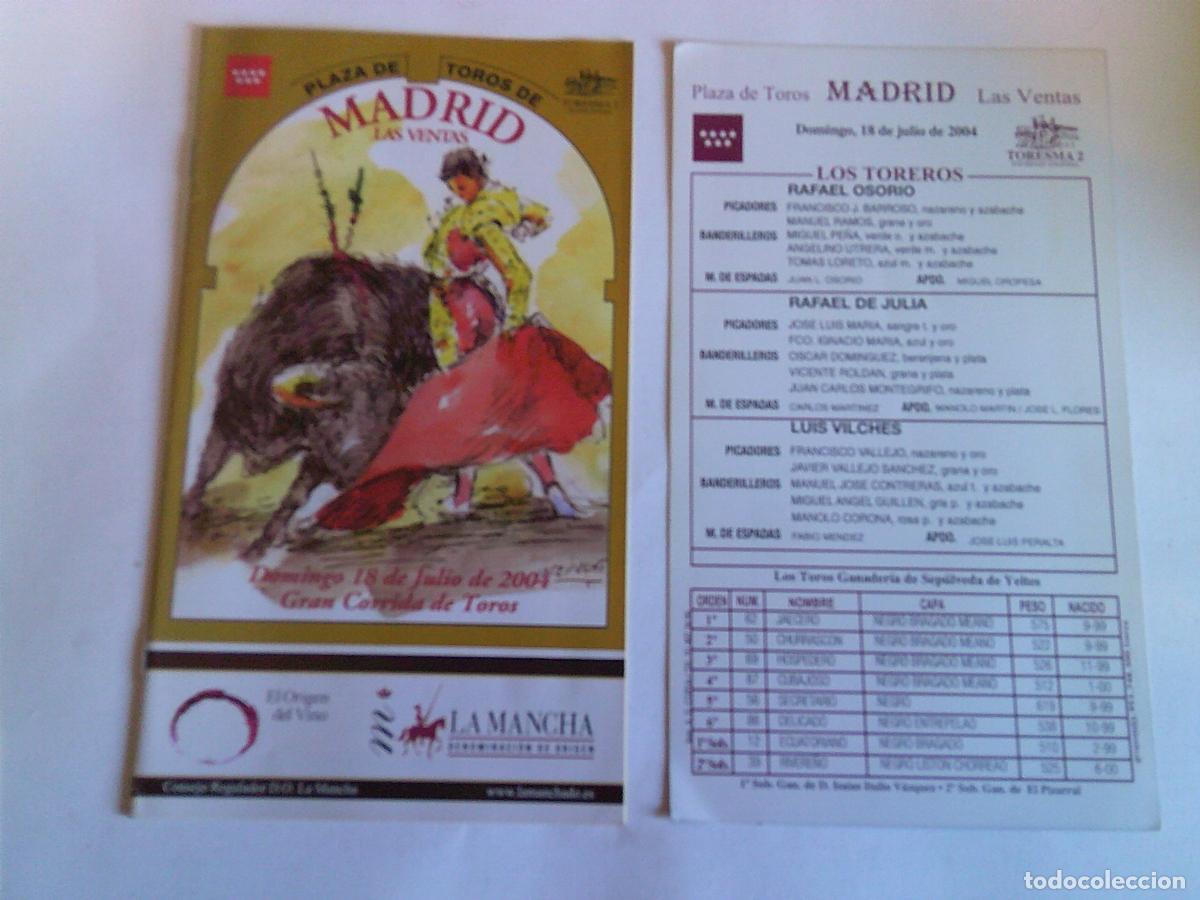 PLAZA DE TOROS DE
MADRID
LAS VENTAS
TORESMA 2
Domingo 18 de Julio de 2004
Gran Corrida de Toros
El Origen
del Vino
LA MANCHA
DENOMINACIÓN DE ORIGEN
Consejo Regulador D.O. La Mancha
www.lamanchado.es
Plaza de Toros MADRID Las Ventas
Domingo, 18 de julio de 2004
TORESMA 2
LOS TOREROS
RAFAEL OSORIO
PICADORES FRANCISCO J. BARROSO, nazareno y azabache
MANUEL RAMOS, grana y oro
BANDERILLEROS MIGUEL PEÑA, verde o. y azabache
ANGELINO UTRERA, verde m. y azabache
TOMAS LORETO, azul m. y azabache
M. DE ESPADAS JUAN L. OSORIO APDO. MIGUEL OROPESA
RAFAEL DE JULIA
PICADORES JOSE LUIS MARIA, sangre t. y oro
FCO. IGNACIO MARIA, azul y oro
BANDERILLEROS OSCAR DOMINGUEZ, berenjena y plata
VICENTE ROLDAN, grana y plata
JUAN CARLOS MONTEGRIFO, nazareno y plata
M. DE ESPADAS CARLOS MARTINEZ APDO. MANOLO MARTIN / JOSE L. FLORES
LUIS VILCHES
PICADORES FRANCISCO VALLEJO, nazareno y oro
JAVIER VALLEJO SANCHEZ, grana y oro
BANDERILLEROS MANUEL JOSE CONTRERAS, azul t. y azabache
MIGUEL ANGEL GUILLEN, gris p. y azabache
MANOLO CORONA, rosa p. y azabache
M. DE ESPADAS FABIO MENDEZ APDO. JOSE LUIS PERALTA
Los Toros Ganadería de Sepúlveda de Yeltes
ORDEN NUM. NOMBRE CAPA PESO NACIDO
1º 62 JAECERO NEGRO BRAGADO MEANO 575 9-99
2º 50 CHURRASCON NEGRO BRAGADO MEANO 522 9-99
3º 69 HOSPEDERO NEGRO BRAGADO MEANO 526 11-99
4º 87 CUBAJOSO NEGRO BRAGADO MEANO 512 1-00
5º 56 SECRETARIO NEGRO 619 9-99
6º 86 DELICADO NEGRO ENTREPELAO 536 10-99
1º Sob. 12 ECUATORIANO NEGRO BRAGADO 510 2-99
2º Sob. 39 RIVEREÑO NEGRO LISTON CHORREAO 525 6-00
1º Sob. Gan. de D. Isaias Tulio Vázquez • 2º Sob. Gan. de El Pizarral
todocoleccion